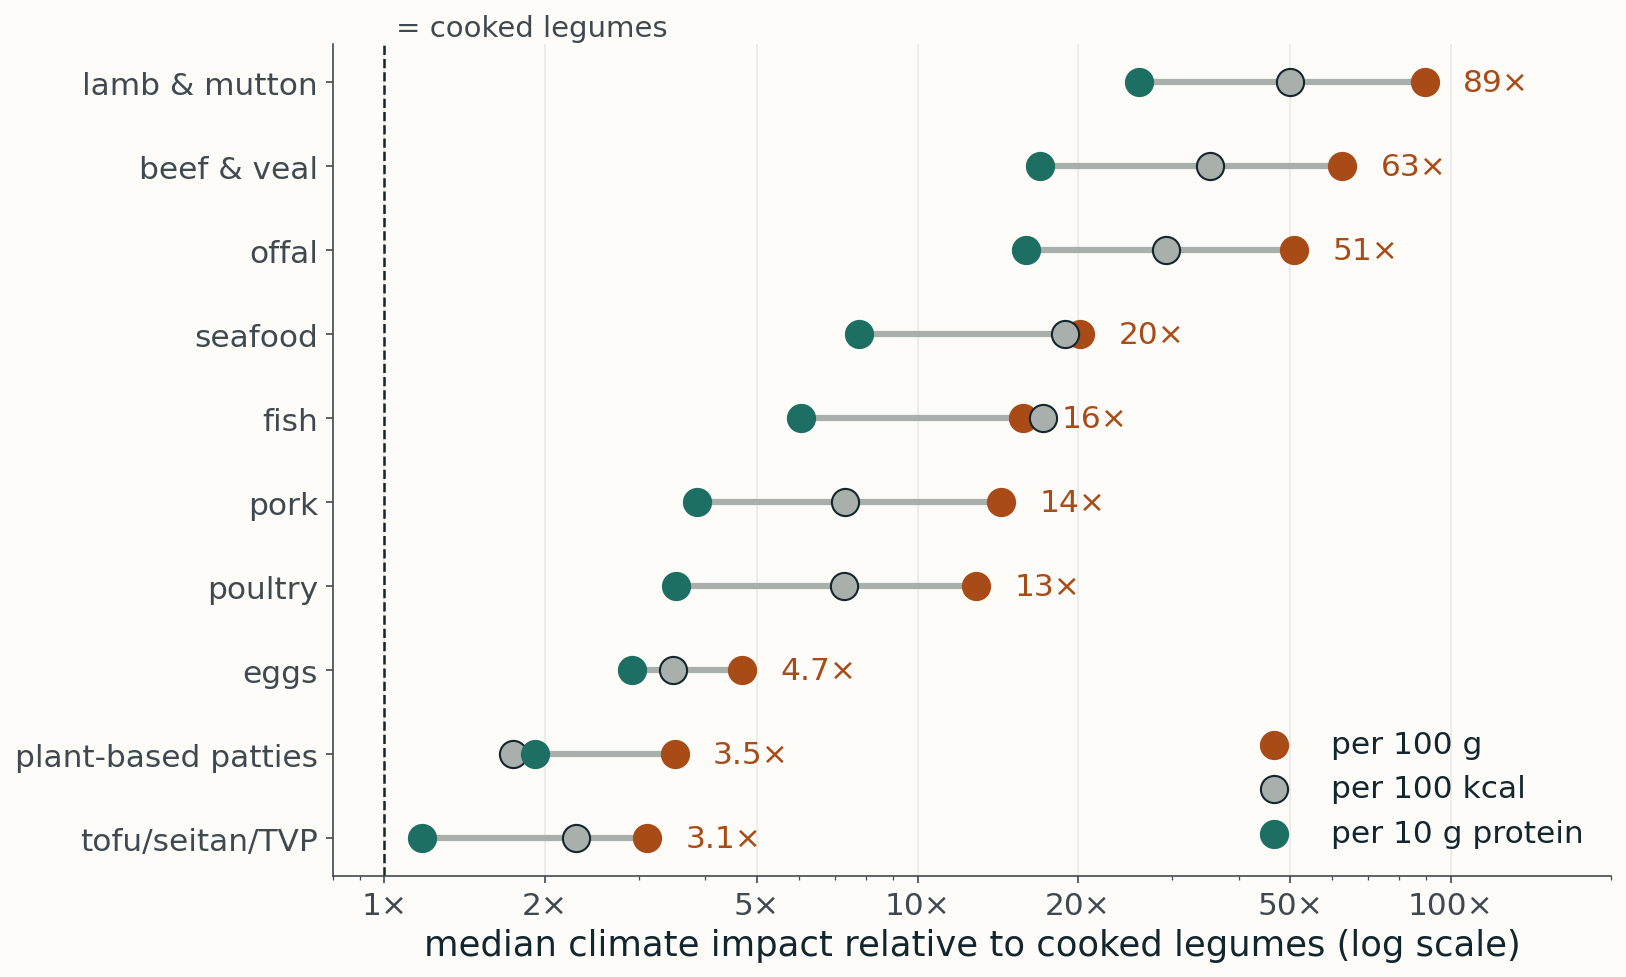 = cooked legumes
lamb & mutton 89×
beef & veal 63×
offal 51×
seafood 20×
fish 16×
pork 14×
poultry 13×
eggs 4.7×
plant-based patties 3.5×
tofu/seitan/TVP 3.1×
per 100 g
per 100 kcal
per 10 g protein
1× 2× 5× 10× 20× 50× 100×
median climate impact relative to cooked legumes (log scale)